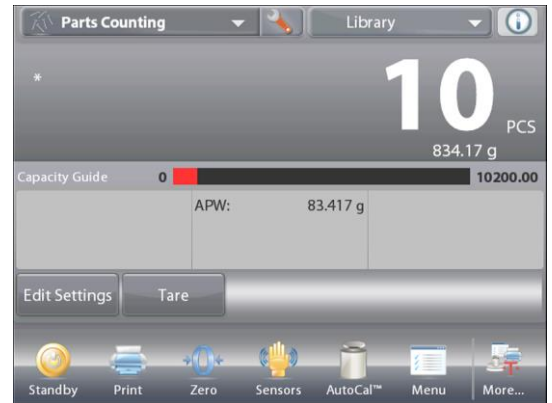 Parts Counting
Library
*
10
PCS
834.17 g
Capacity Guide 0 10200.00
APW: 83.417 g
Edit Settings Tare
Standby Print Zero Sensors AutoCal™ Menu More...